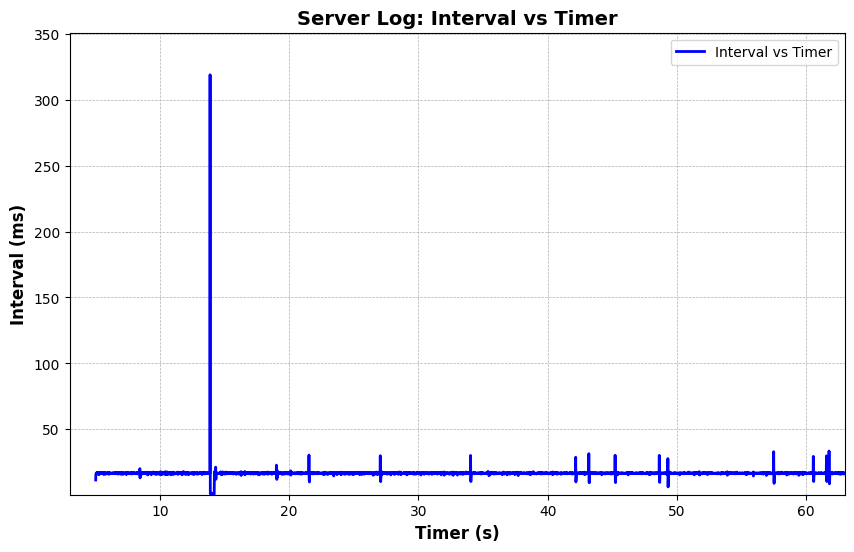 Server Log: Interval vs Timer
Interval vs Timer
350
300
250
200
150
100
50
Interval (ms)
10 20 30 40 50 60
Timer (s)